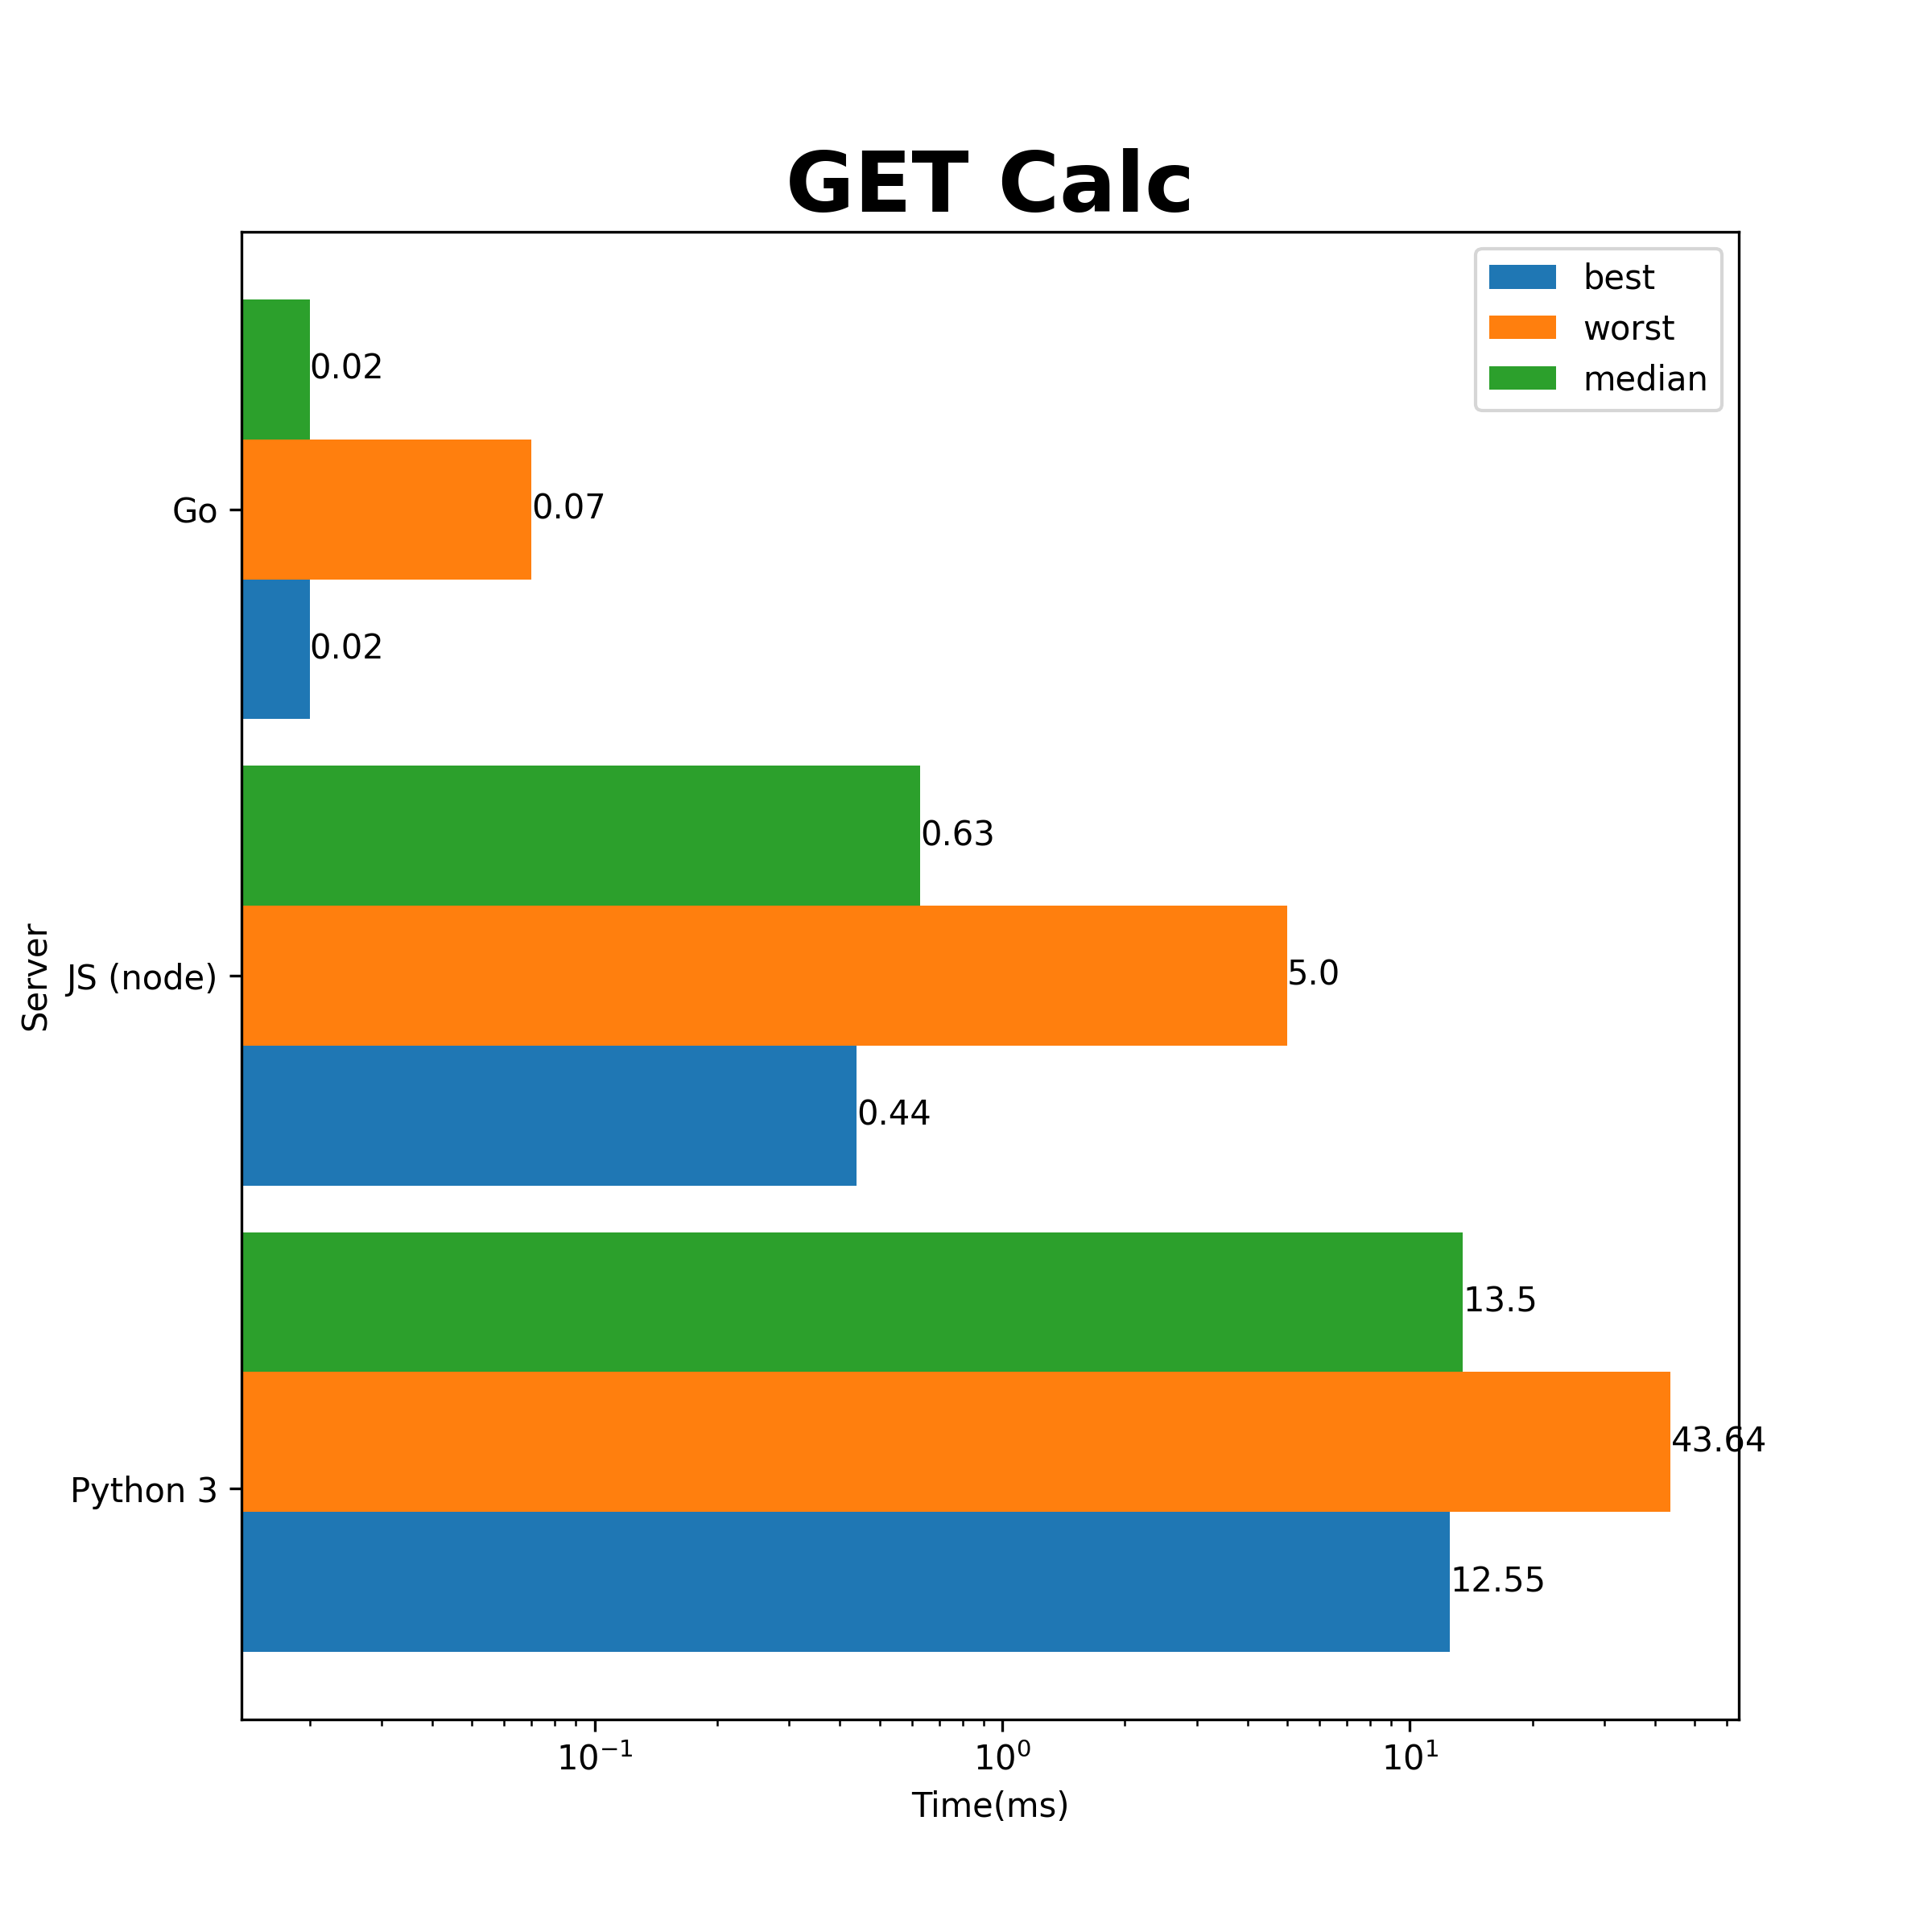 GET Calc
best
worst
median
0.02
0.07
Go
0.02
0.63
Server
JS (node)
5.0
0.44
13.5
43.64
Python 3
12.55
10⁻¹
10⁰
10¹
Time(ms)